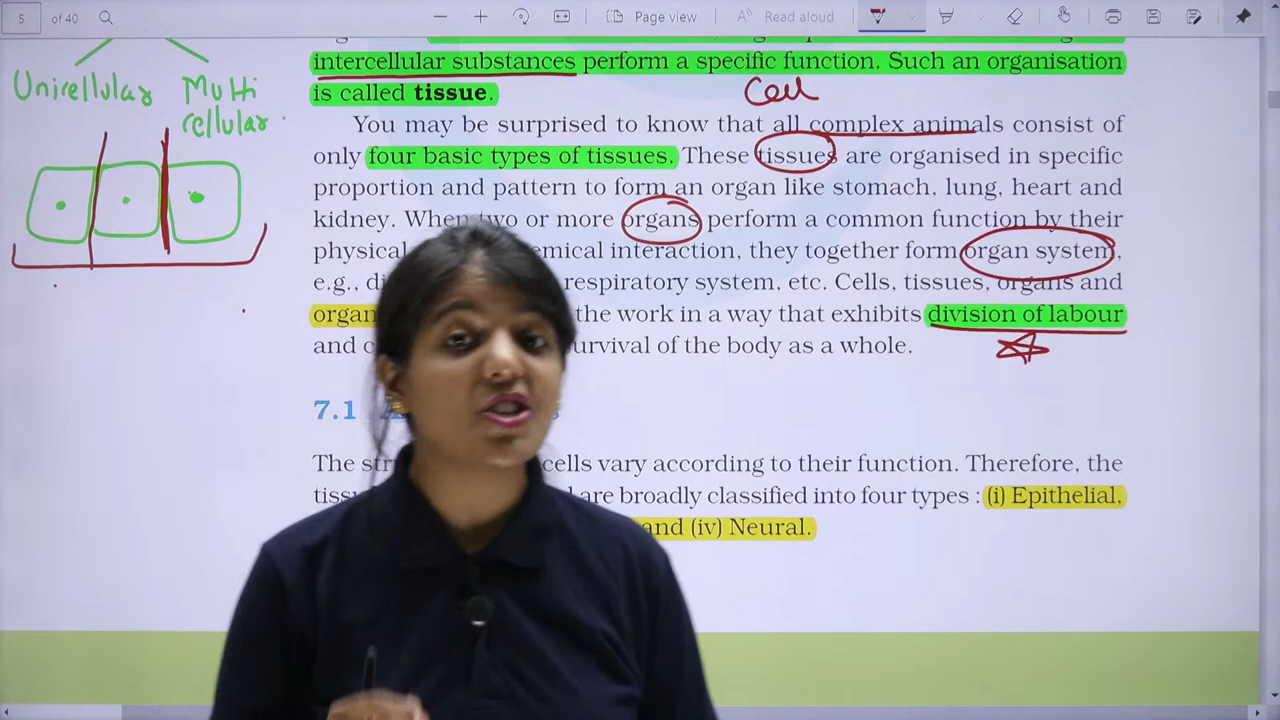 5 of 40 Page view Read aloud
Unicellular Multi cellular
intercellular substances perform a specific function. Such an organisation
is called tissue.
Cell
You may be surprised to know that all complex animals consist of
only four basic types of tissues. These tissues are organised in specific
proportion and pattern to form an organ like stomach, lung, heart and
kidney. When two or more organs perform a common function by their
physical emical interaction, they together form organ system,
e.g., di respiratory system, etc. Cells, tissues, organs and
organ the work in a way that exhibits division of labour
and c urvival of the body as a whole.
7.1
The str cells vary according to their function. Therefore, the
tiss are broadly classified into four types : (i) Epithelial,
and (iv) Neural.